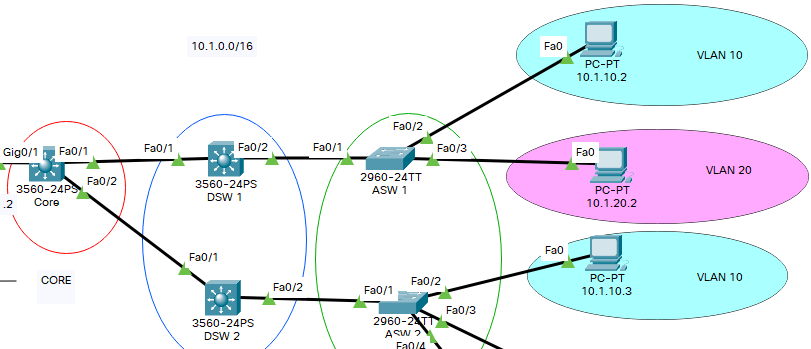 10.1.0.0/16
Fa0
PC-PT
10.1.10.2
VLAN 10
Fa0/2
Gig0/1
Fa0/1
Fa0/1
Fa0/2
Fa0/1
Fa0/3
Fa0
3560-24PS
Core
Fa0/2
.2
3560-24PS
DSW 1
2960-24TT
ASW 1
PC-PT
10.1.20.2
VLAN 20
Fa0/1
Fa0
PC-PT
10.1.10.3
VLAN 10
CORE
Fa0/2
Fa0/1
Fa0/2
Fa0/3
3560-24PS
DSW 2
2960-24TT
ASW 2
Fa0/4